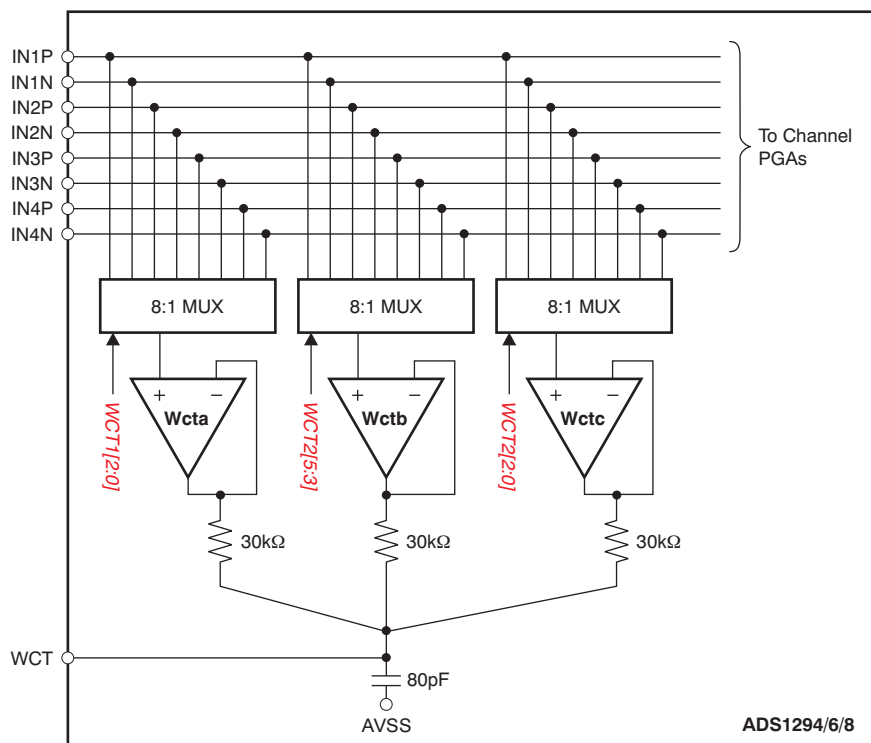 IN1P
IN1N
IN2P
IN2N
IN3P
IN3N
IN4P
IN4N
To Channel
PGAs
8:1 MUX
8:1 MUX
8:1 MUX
WCT1[2:0]
Wcta
WCT2[5:3]
Wctb
WCT2[2:0]
Wctc
+
−
+
−
+
−
30kΩ
30kΩ
30kΩ
WCT
80pF
AVSS
ADS1294/6/8